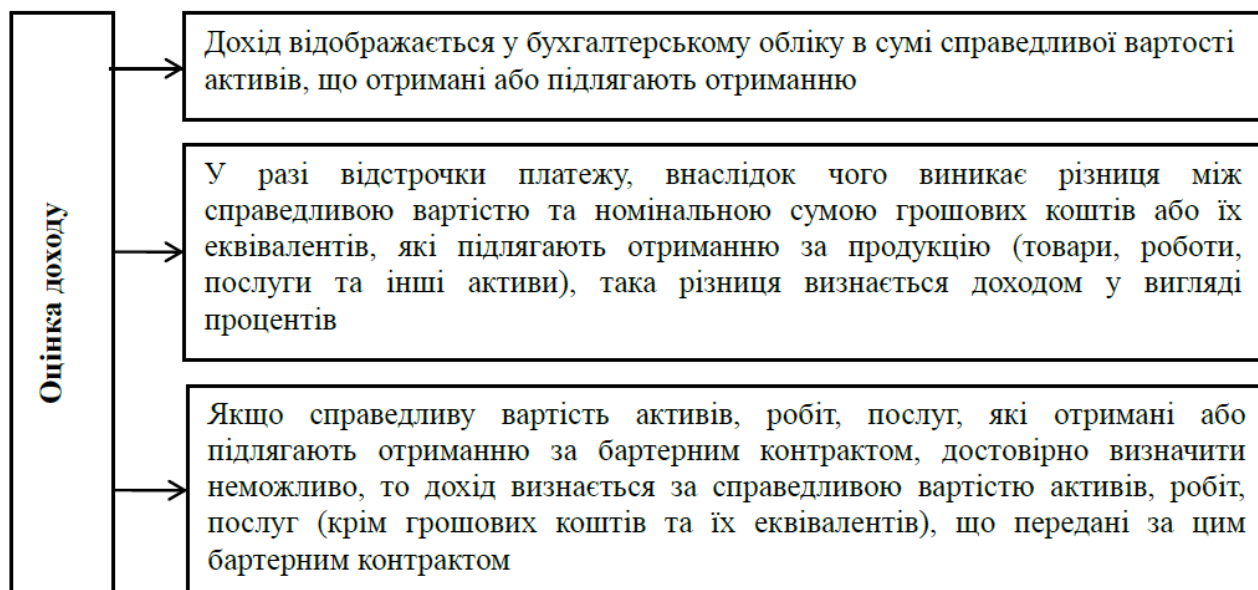 Оцінка доходу
Дохід відображається у бухгалтерському обліку в сумі справедливої вартості
активів, що отримані або підлягають отриманню
У разі відстрочки платежу, внаслідок чого виникає різниця між
справедливою вартістю та номінальною сумою грошових коштів або їх
еквівалентів, які підлягають отриманню за продукцію (товари, роботи,
послуги та інші активи), така різниця визнається доходом у вигляді
процентів
Якщо справедливу вартість активів, робіт, послуг, які отримані або
підлягають отриманню за бартерним контрактом, достовірно визначити
неможливо, то дохід визнається за справедливою вартістю активів, робіт,
послуг (крім грошових коштів та їх еквівалентів), що передані за цим
бартерним контрактом